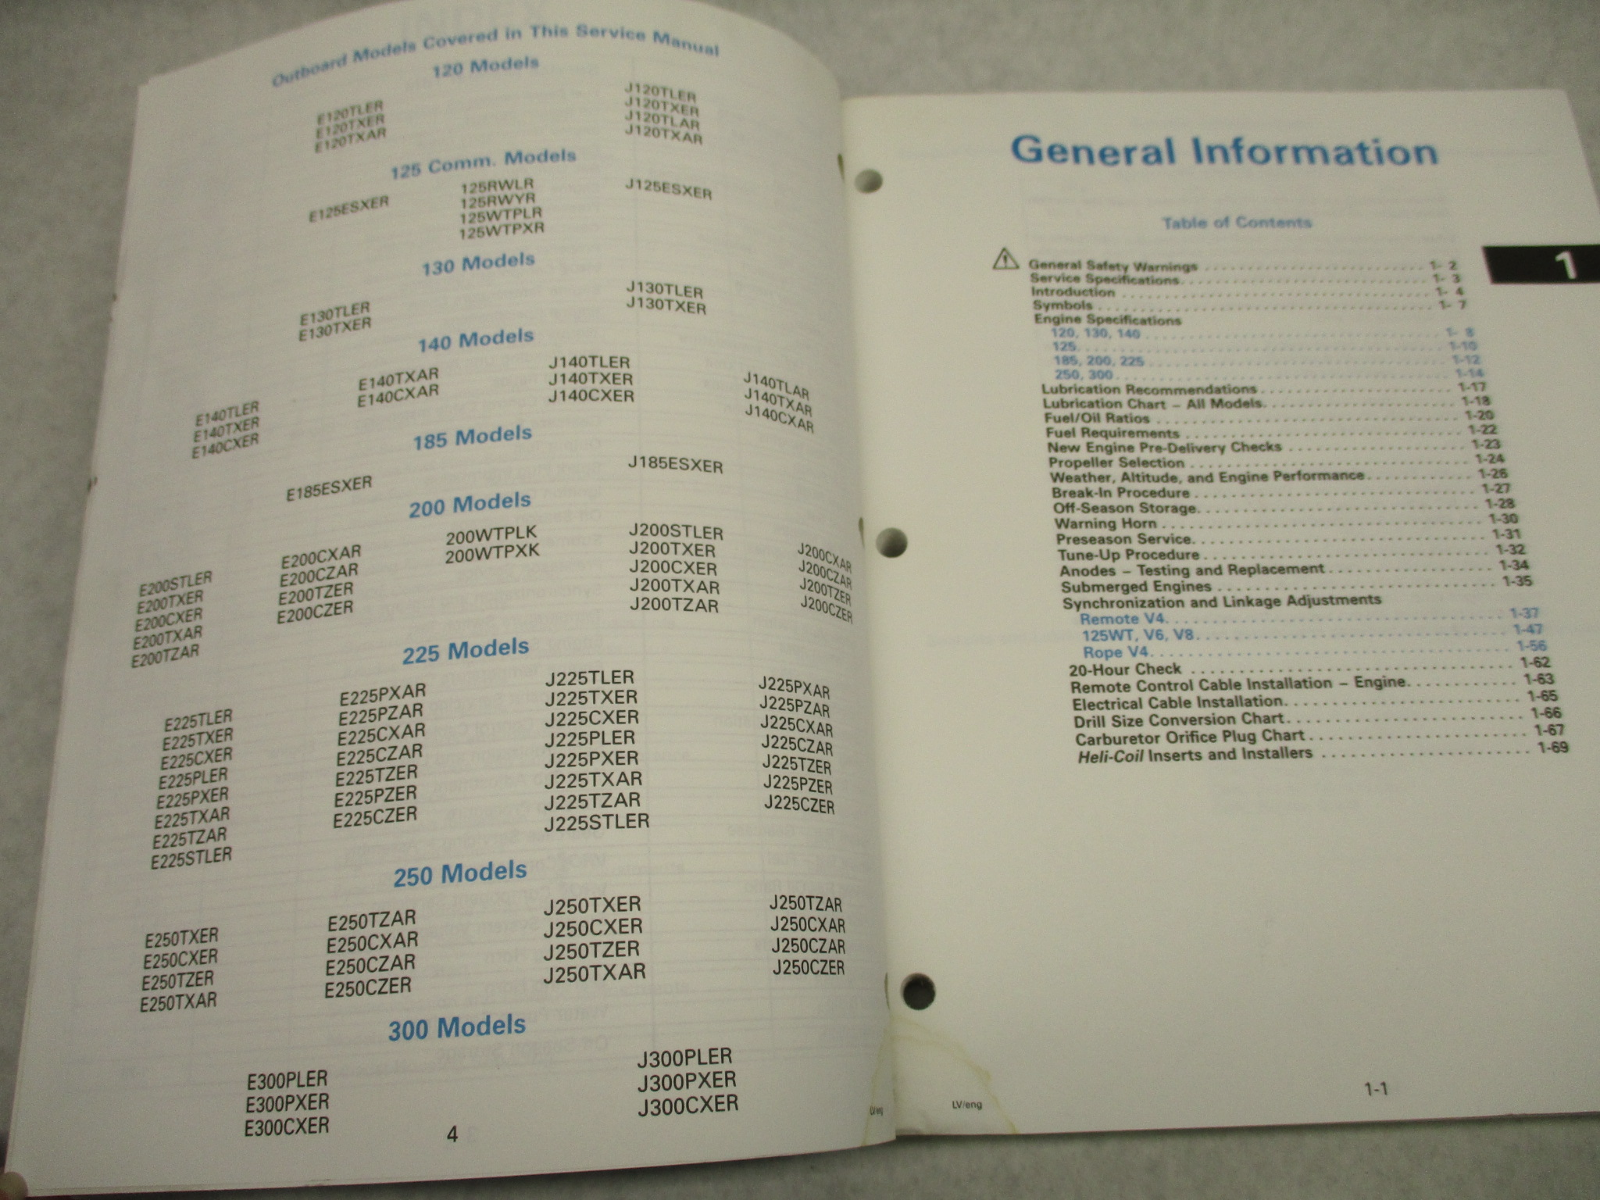 Outboard Models Covered in This Service Manual
120 Models
E120TLER
E120TXER
E120TXAR
J120TLER
J120TXER
J120TLAR
J120TXAR
125 Comm. Models
E125ESXER
125RWLR
125RWYR
125WTPLR
125WTPXR
J125ESXER
130 Models
E130TLER
E130TXER
J130TLER
J130TXER
140 Models
E140TLER
E140TXER
E140CXER
E140TXAR
E140CXAR
J140TLER
J140TXER
J140CXER
J140TLAR
J140TXAR
J140CXAR
185 Models
E185ESXER
J185ESXER
200 Models
E200STLER
E200TXER
E200CXER
E200TXAR
E200TZAR
E200CXAR
E200CZAR
E200TZER
E200CZER
200WTPLK
200WTPXK
J200STLER
J200TXER
J200CXER
J200TXAR
J200TZAR
J200CXAR
J200CZAR
J200TZER
J200CZER
225 Models
E225TLER
E225TXER
E225CXER
E225PLER
E225PXER
E225TXAR
E225TZAR
E225STLER
E225PXAR
E225PZAR
E225CXAR
E225CZAR
E225TZER
E225PZER
E225CZER
J225TLER
J225TXER
J225CXER
J225PLER
J225PXER
J225TXAR
J225TZAR
J225STLER
J225PXAR
J225PZAR
J225CXAR
J225CZAR
J225TZER
J225PZER
J225CZER
250 Models
E250TXER
E250CXER
E250TZER
E250TXAR
E250TZAR
E250CXAR
E250CZAR
E250CZER
J250TXER
J250CXER
J250TZER
J250TXAR
J250TZAR
J250CXAR
J250CZAR
J250CZER
300 Models
E300PLER
E300PXER
E300CXER
J300PLER
J300PXER
J300CXER
4
General Information
Table of Contents
1
General Safety Warnings 1- 2
Service Specifications 1- 3
Introduction 1- 4
Symbols 1- 7
Engine Specifications
120, 130, 140 1- 8
125 1-10
185, 200, 225 1-12
250, 300 1-14
Lubrication Recommendations 1-17
Lubrication Chart – All Models 1-18
Fuel/Oil Ratios 1-20
Fuel Requirements 1-22
New Engine Pre-Delivery Checks 1-23
Propeller Selection 1-24
Weather, Altitude, and Engine Performance 1-26
Break-In Procedure 1-27
Off-Season Storage 1-28
Warning Horn 1-30
Preseason Service 1-31
Tune-Up Procedure 1-32
Anodes – Testing and Replacement 1-34
Submerged Engines 1-35
Synchronization and Linkage Adjustments
Remote V4 1-37
125WT, V6, V8 1-47
Rope V4 1-56
20-Hour Check 1-62
Remote Control Cable Installation – Engine 1-63
Electrical Cable Installation 1-65
Drill Size Conversion Chart 1-66
Carburetor Orifice Plug Chart 1-67
Heli-Coil Inserts and Installers 1-69
LV/eng
1-1